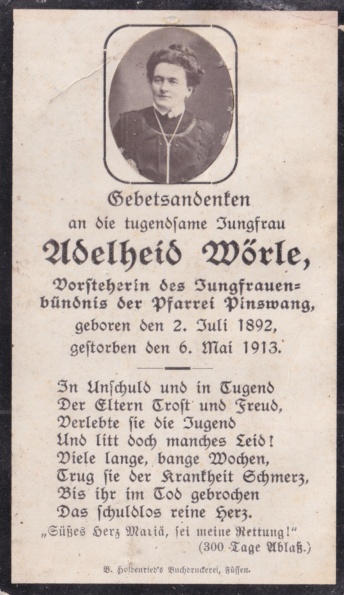 Gebetsandenken
an die tugendsame Jungfrau
Adelheid Wörle,
Vorsteherin des Jungfrauen-
bündnis der Pfarrei Pinswang,
geboren den 2. Juli 1892,
gestorben den 6. Mai 1913.
In Unschuld und in Tugend
Der Eltern Trost und Freud,
Verlebte sie die Jugend
Und litt doch manches Leid!
Viele lange, bange Wochen,
Trug sie der Krankheit Schmerz,
Bis ihr im Tod gebrochen
Das schuldlos reine Herz.
„Süßes Herz Mariä, sei meine Rettung!"
(300 Tage Ablaß.)
B. Holdenried's Buchdruckerei, Füssen.